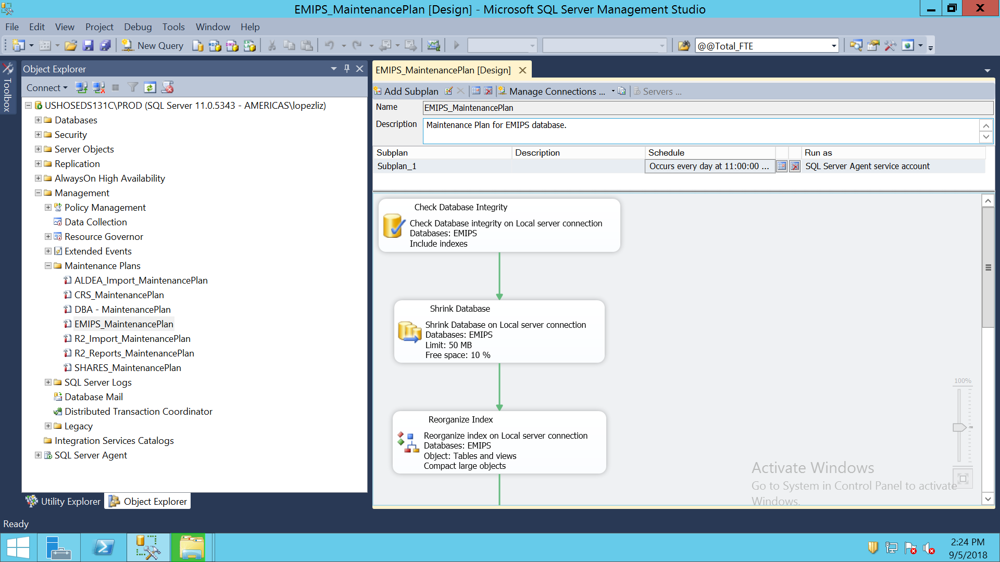 EMIPS_MaintenancePlan [Design] - Microsoft SQL Server Management Studio
File Edit View Project Debug Tools Window Help
New Query
@@Total_FTE
Toolbox
Object Explorer
Connect
USHOSEDS131C\PROD (SQL Server 11.0.5343 - AMERICAS\lopezliz)
Databases
Security
Server Objects
Replication
AlwaysOn High Availability
Management
Policy Management
Data Collection
Resource Governor
Extended Events
Maintenance Plans
ALDEA_Import_MaintenancePlan
CRS_MaintenancePlan
DBA - MaintenancePlan
EMIPS_MaintenancePlan
R2_Import_MaintenancePlan
R2_Reports_MaintenancePlan
SHARES_MaintenancePlan
SQL Server Logs
Database Mail
Distributed Transaction Coordinator
Legacy
Integration Services Catalogs
SQL Server Agent
Utility Explorer
Object Explorer
EMIPS_MaintenancePlan [Design]
Add Subplan Manage Connections ... Servers ...
Name EMIPS_MaintenancePlan
Description Maintenance Plan for EMIPS database.
Subplan Description Schedule Run as
Subplan_1 Occurs every day at 11:00:00 ... SQL Server Agent service account
Check Database Integrity
Check Database integrity on Local server connection
Databases: EMIPS
Include indexes
Shrink Database
Shrink Database on Local server connection
Databases: EMIPS
Limit: 50 MB
Free space: 10 %
Reorganize Index
Reorganize index on Local server connection
Databases: EMIPS
Object: Tables and views
Compact large objects
100%
Activate Windows
Go to System in Control Panel to activate
Windows.
Ready
2:24 PM
9/5/2018